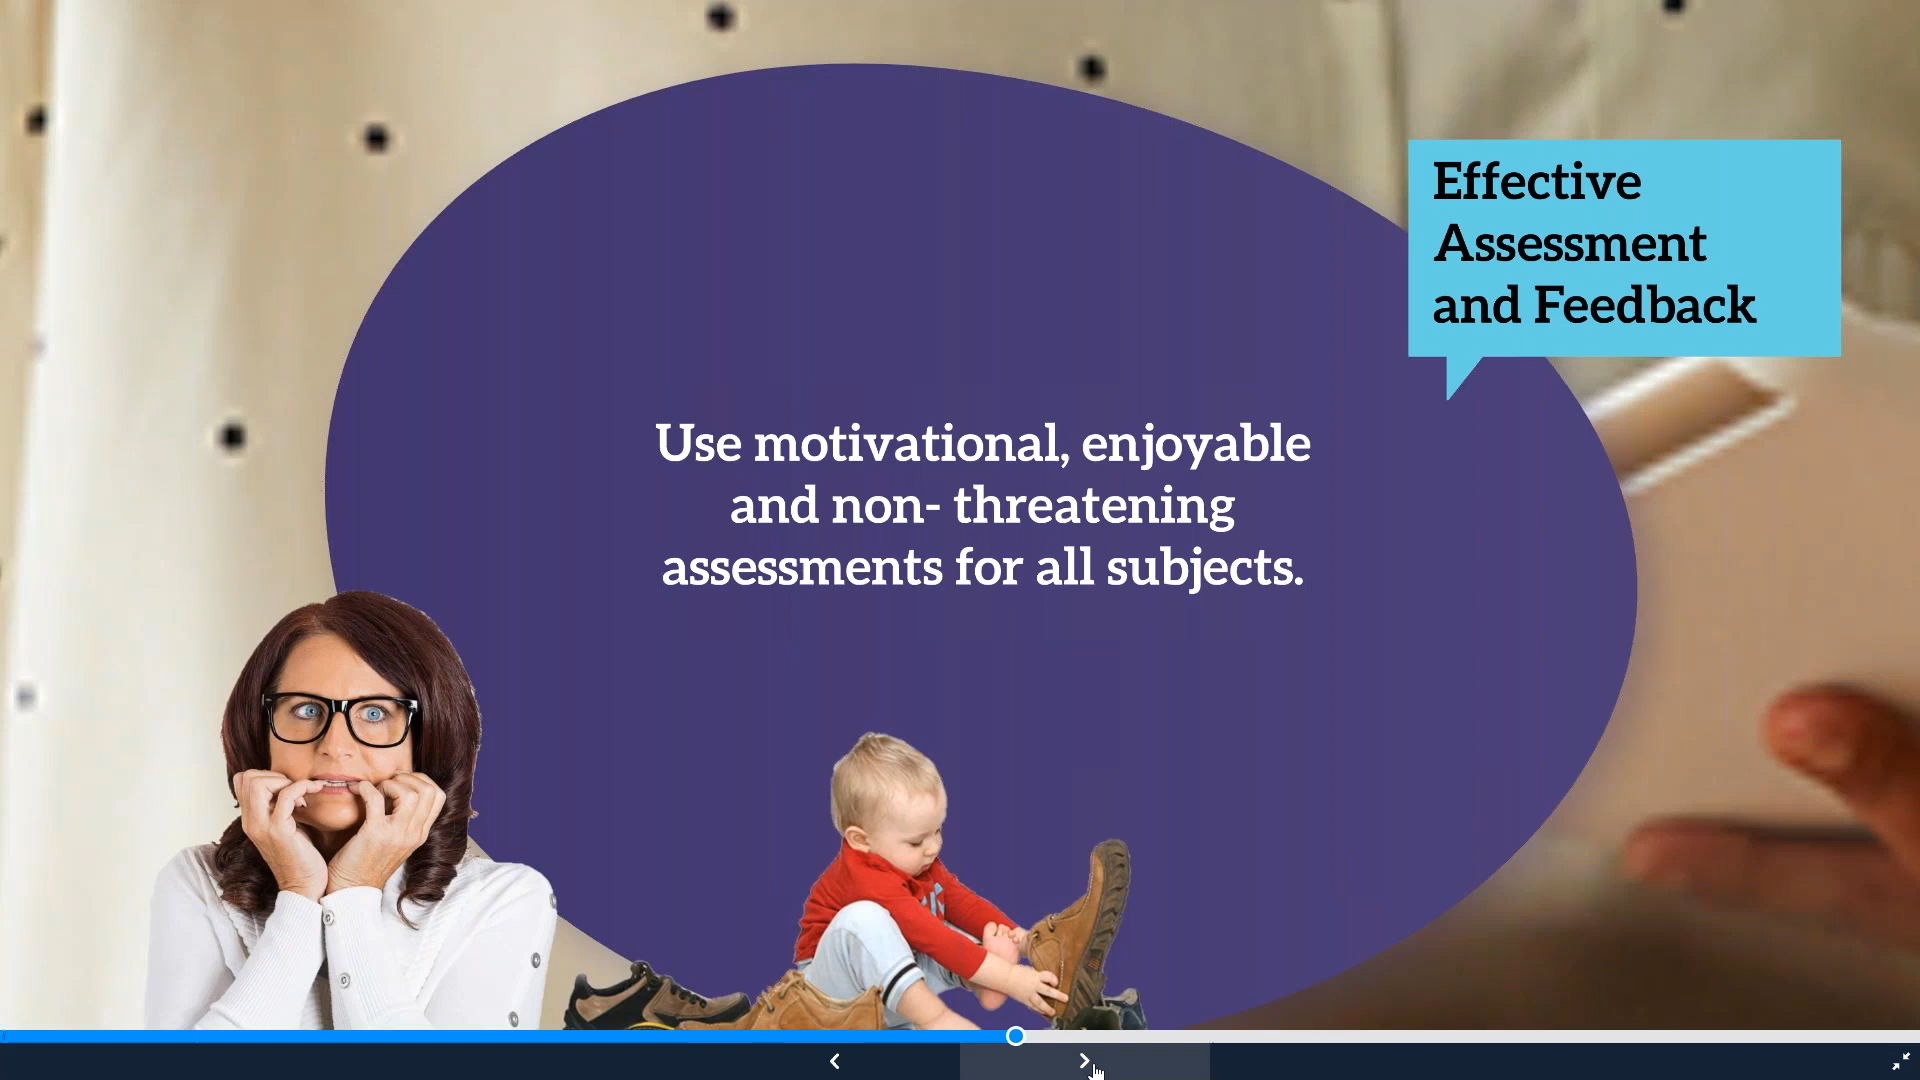 Effective
Assessment
and Feedback
Use motivational, enjoyable
and non- threatening
assessments for all subjects.